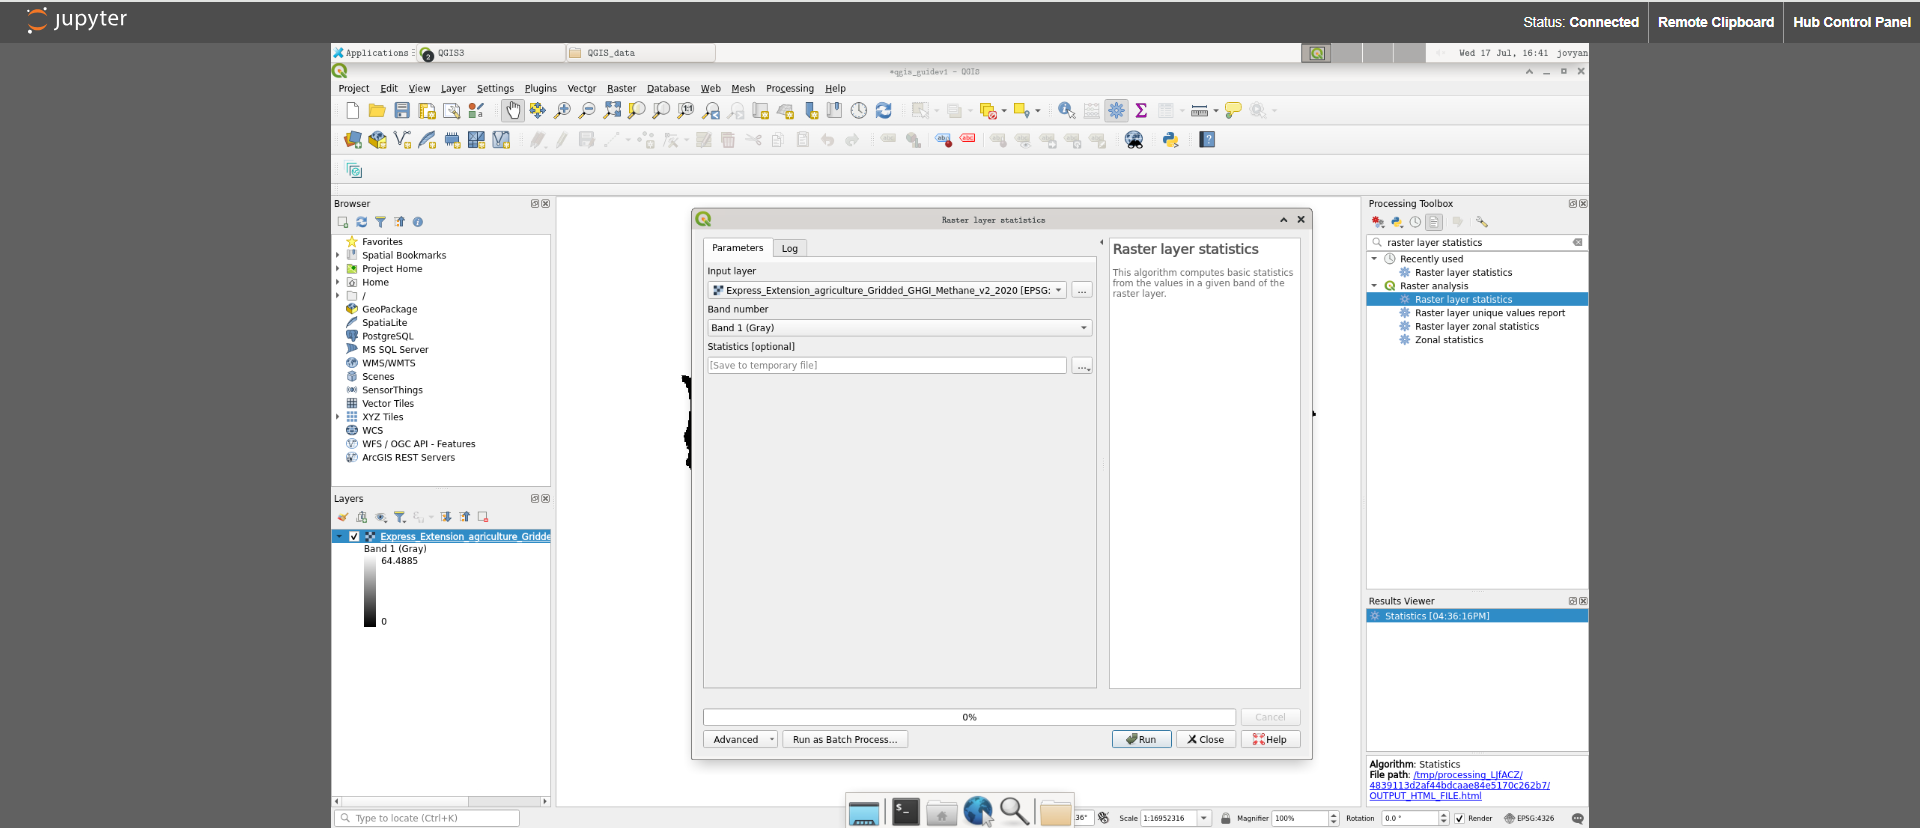 jupyter
Status: Connected
Remote Clipboard
Hub Control Panel
Applications
2
QGIS3
QGIS_data
Wed 17 Jul, 16:41
jovyan
*qgis_guidev1 - QGIS
Project Edit View Layer Settings Plugins Vector Raster Database Web Mesh Processing Help
Browser
Favorites
Spatial Bookmarks
Project Home
Home
/
GeoPackage
SpatiaLite
PostgreSQL
MS SQL Server
WMS/WMTS
Scenes
SensorThings
Vector Tiles
XYZ Tiles
WCS
WFS / OGC API - Features
ArcGIS REST Servers
Layers
Express_Extension_agriculture_Gridde
Band 1 (Gray)
64.4885
0
Type to locate (Ctrl+K)
Raster layer statistics
Parameters
Log
Input layer
Express_Extension_agriculture_Gridded_GHGI_Methane_v2_2020 [EPSG:
...
Band number
Band 1 (Gray)
Statistics [optional]
[Save to temporary file]
...
Raster layer statistics
This algorithm computes basic statistics
from the values in a given band of the
raster layer.
0%
Cancel
Advanced
Run as Batch Process...
Run
Close
Help
Processing Toolbox
raster layer statistics
Recently used
Raster layer statistics
Raster analysis
Raster layer statistics
Raster layer unique values report
Raster layer zonal statistics
Zonal statistics
Results Viewer
Statistics [04:36:16PM]
Algorithm: Statistics
File path: /tmp/processing_LJfACZ/
4839113d2af44bdcaae84e5170c262b7/
OUTPUT_HTML_FILE.html
36°
Scale 1:16952316
Magnifier 100%
Rotation 0.0 °
Render
EPSG:4326